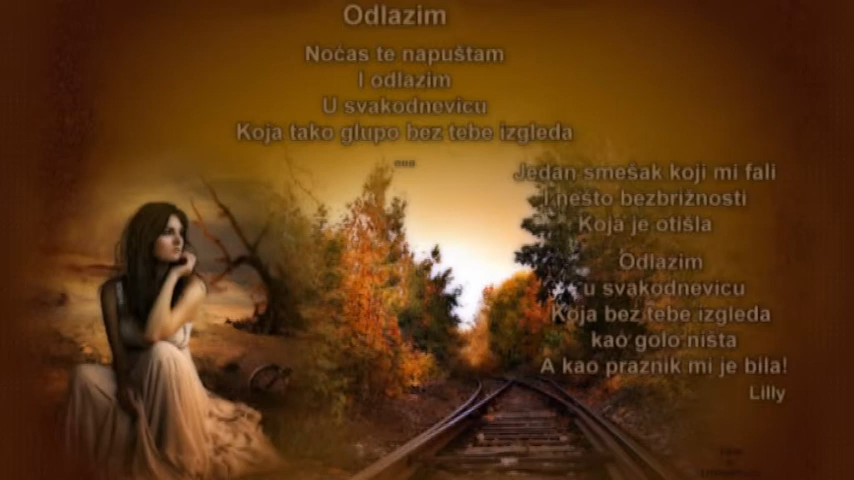 Odlazim
Noćas te napuštam
I odlazim
U svakodnevicu
Koja tako glupo bez tebe izgleda
...
Jedan smešak koji mi fali
I nešto bezbrižnosti
Koja je otišla
Odlazim
u svakodnevicu
Koja bez tebe izgleda
kao golo ništa
A kao praznik mi je bila!
Lilly